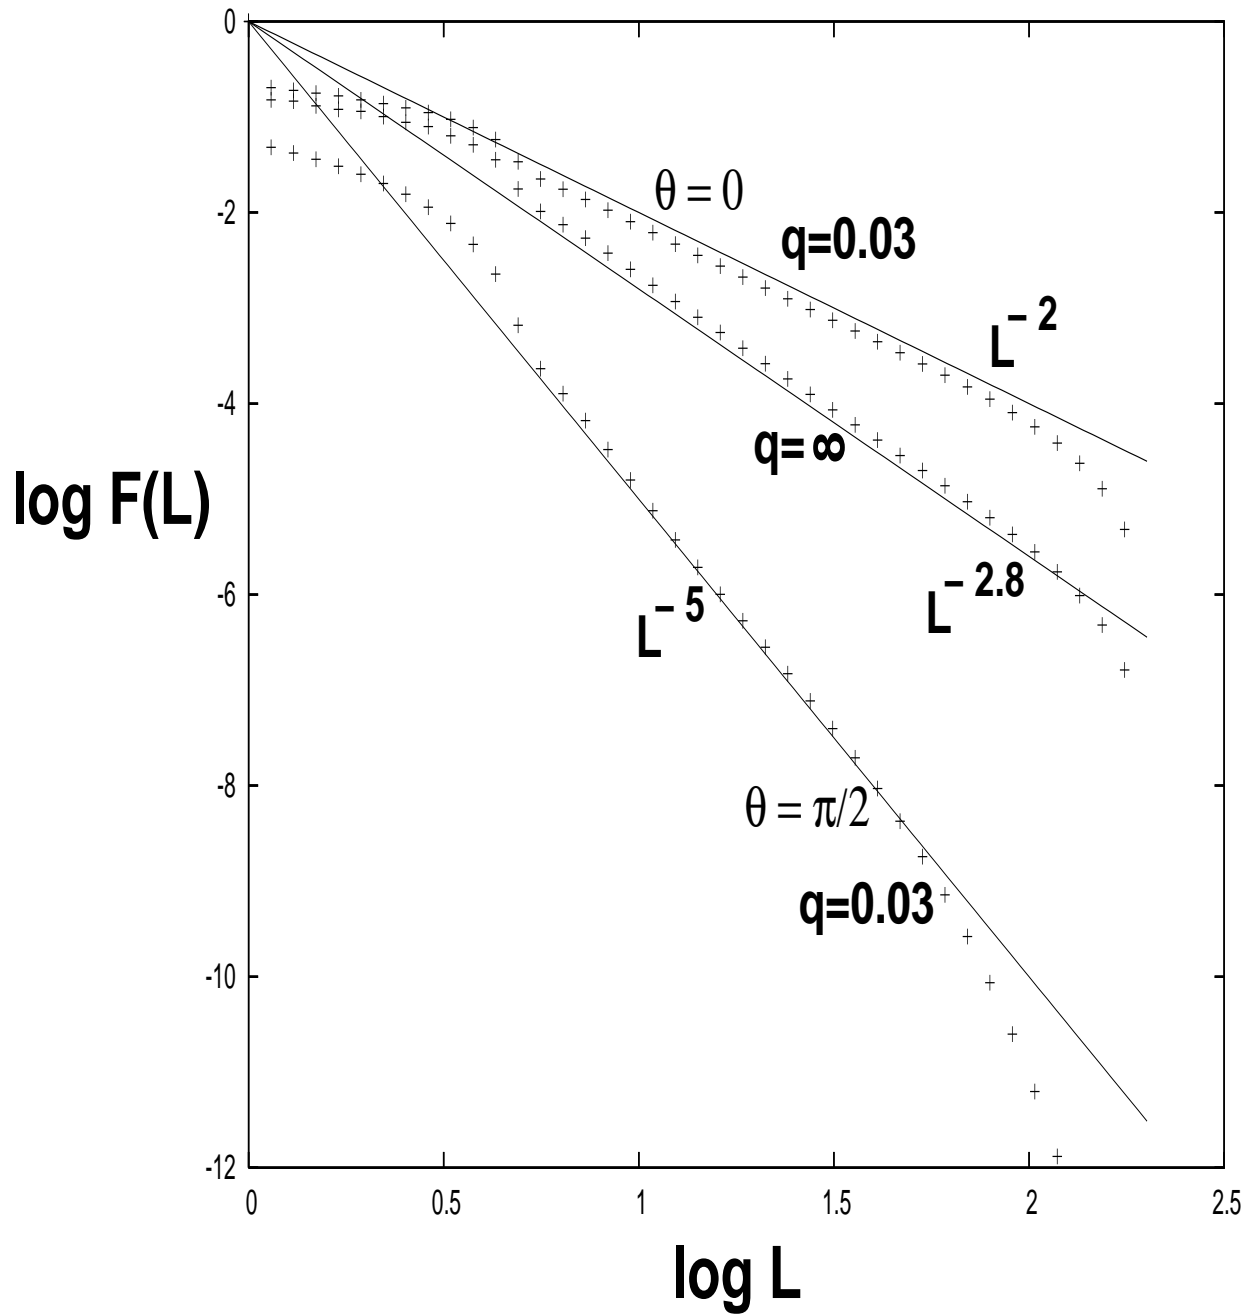 0
-2
-4
-6
-8
-10
-12
0 0.5 1 1.5 2 2.5
log F(L)
log L
θ = 0
q=0.03
L⁻²
q=∞
L⁻²·⁸
L⁻⁵
θ = π/2
q=0.03